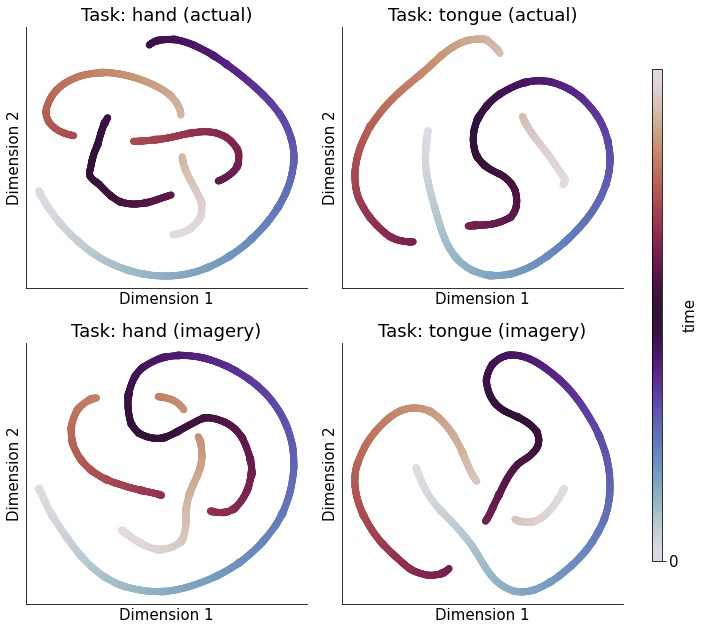 Task: hand (actual)
Task: tongue (actual)
Dimension 2
Dimension 2
Dimension 1
Dimension 1
time
Task: hand (imagery)
Task: tongue (imagery)
Dimension 2
Dimension 2
0
Dimension 1
Dimension 1